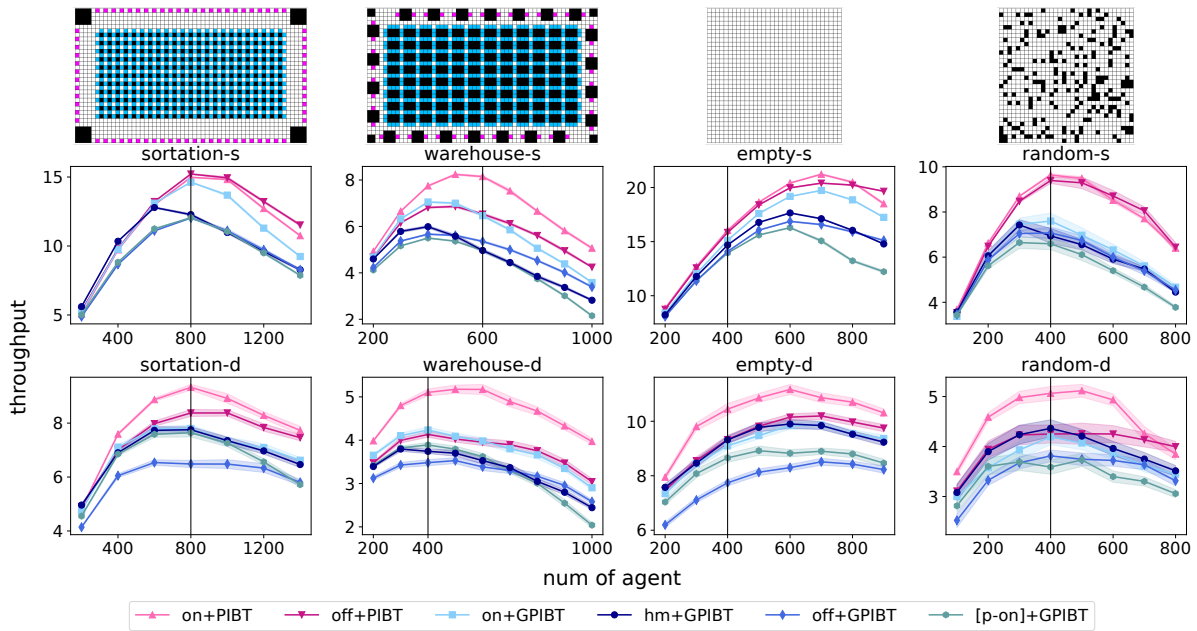 sortation-s warehouse-s empty-s random-s
15 10 5
8 6 4 2
20 15 10
10 8 6 4
400 800 1200
200 600 1000
200 400 600 800
200 400 600 800
throughput
sortation-d warehouse-d empty-d random-d
8 6 4
5 4 3 2
10 8 6
5 4 3
400 800 1200
200 400 1000
200 400 600 800
200 400 600 800
num of agent
on+PIBT off+PIBT on+GPIBT hm+GPIBT off+GPIBT [p-on]+GPIBT